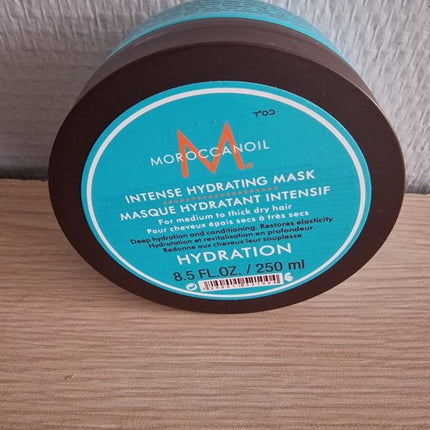 M
MOROCCANOIL
INTENSE HYDRATING MASK
MASQUE HYDRATANT INTENSIF
For medium to thick dry hair
Pour cheveux épais secs à très secs
Deep hydration and conditioning. Restores elasticity
Hydratation et revitalisation en profondeur.
Redonne aux cheveux leur souplesse
HYDRATION
8.5 FL.OZ. / 250 ml